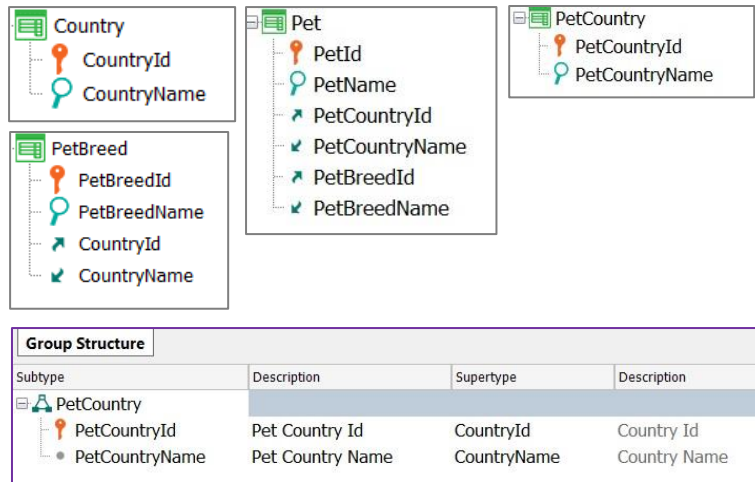 Country
CountryId
CountryName
Pet
PetId
PetName
PetCountryId
PetCountryName
PetBreedId
PetBreedName
PetCountry
PetCountryId
PetCountryName
PetBreed
PetBreedId
PetBreedName
CountryId
CountryName
Group Structure
Subtype Description Supertype Description
PetCountry
PetCountryId Pet Country Id CountryId Country Id
PetCountryName Pet Country Name CountryName Country Name